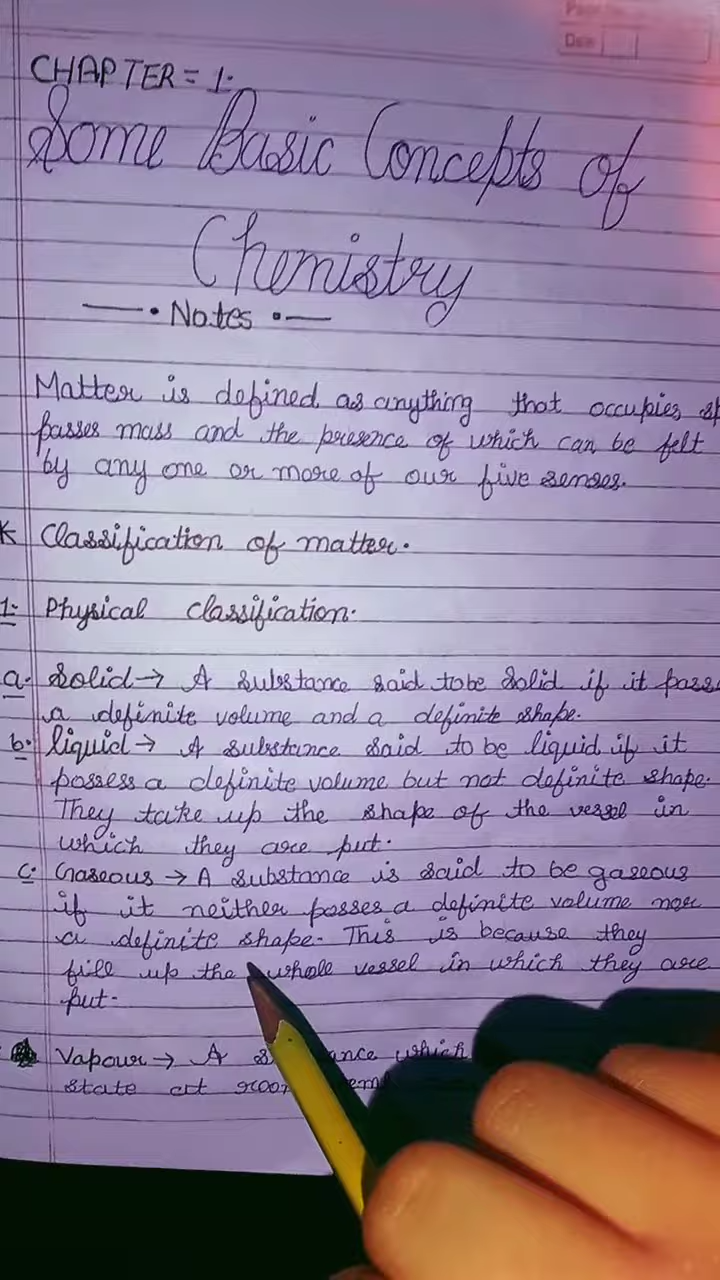 Date
CHAPTER = 1.
Some Basic Concepts of
Chemistry
Notes
Matter is defined as anything that occupies
passes mass and the presence of which can be felt
by any one or more of our five senses.
Classification of matter.
1. Physical classification.
a. Solid → A substance said to be solid if it
a definite volume and a definite shape.
b. liquid → A substance said to be liquid if it
possess a definite volume but not definite shape.
They take up the shape of the vessel in
which they are put.
c. Gaseous → A substance is said to be gaseous
if it neither posses a definite volume nor
a definite shape. This is because they
fill up the whole vessel in which they are
put.
Vapour → A which
state at